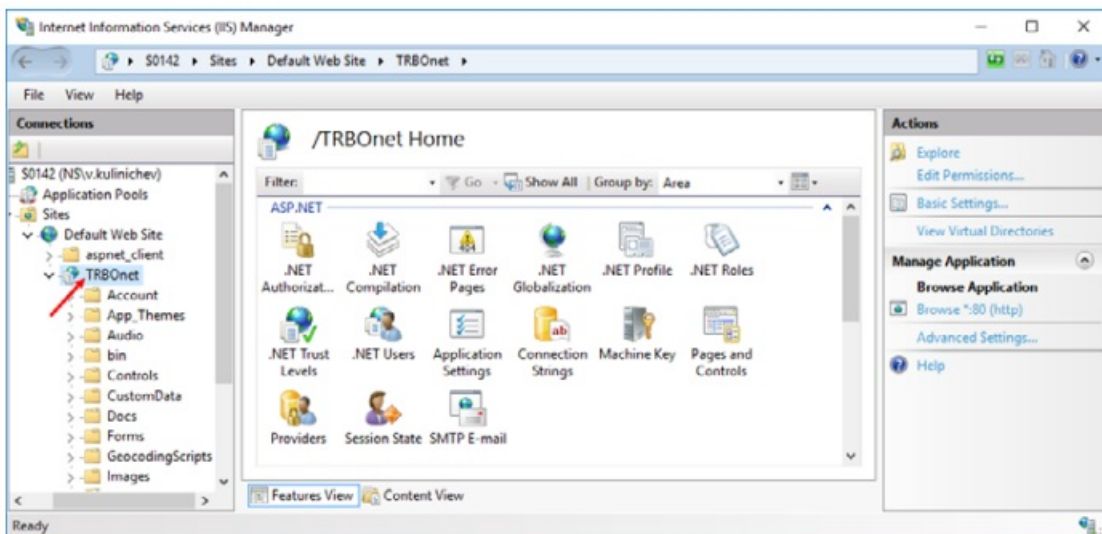 Internet Information Services (IIS) Manager
S0142 Sites Default Web Site TRBOnet
File View Help
Connections
S0142 (NS\v.kulinichev)
Application Pools
Sites
Default Web Site
aspnet_client
TRBOnet
Account
App_Themes
Audio
bin
Controls
CustomData
Docs
Forms
GeocodingScripts
Images
/TRBOnet Home
Filter: Go Show All Group by: Area
ASP.NET
.NET Authorizat...
.NET Compilation
.NET Error Pages
.NET Globalization
.NET Profile
.NET Roles
.NET Trust Levels
.NET Users
Application Settings
Connection Strings
Machine Key
Pages and Controls
Providers
Session State
SMTP E-mail
Features View Content View
Actions
Explore
Edit Permissions...
Basic Settings...
View Virtual Directories
Manage Application
Browse Application
Browse *:80 (http)
Advanced Settings...
Help
Ready